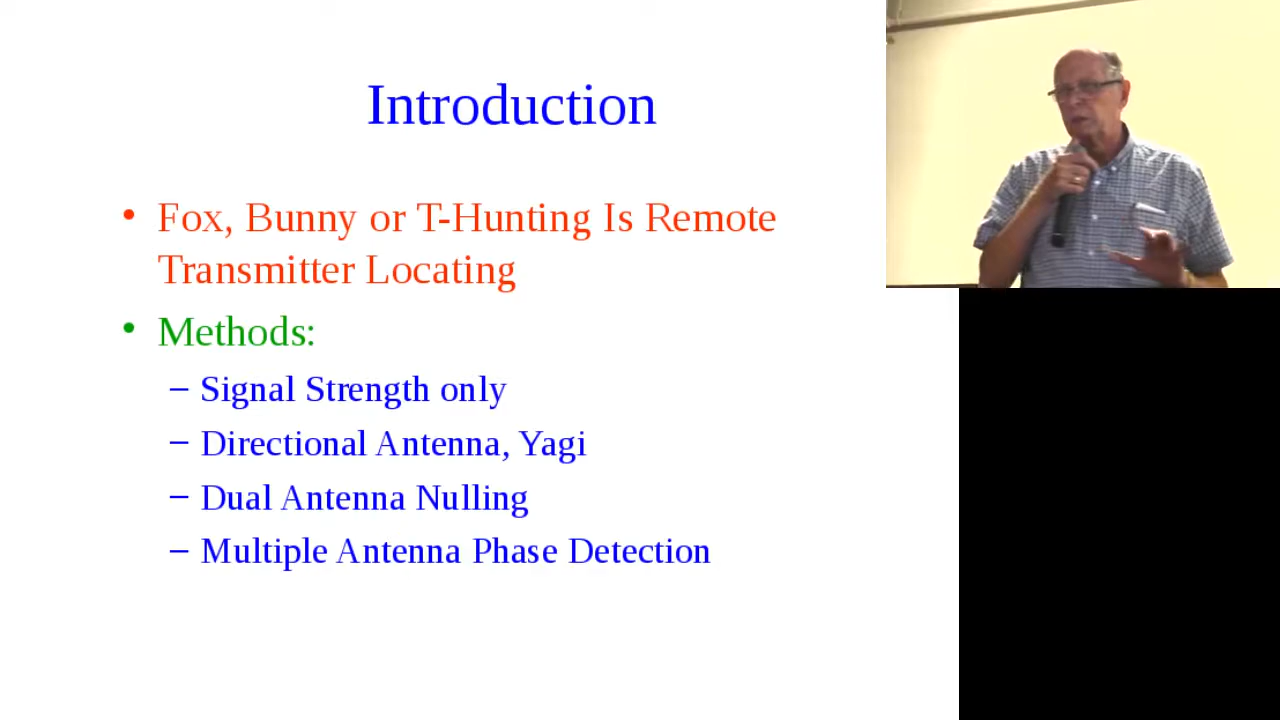 Introduction
• Fox, Bunny or T-Hunting Is Remote
Transmitter Locating
• Methods:
– Signal Strength only
– Directional Antenna, Yagi
– Dual Antenna Nulling
– Multiple Antenna Phase Detection